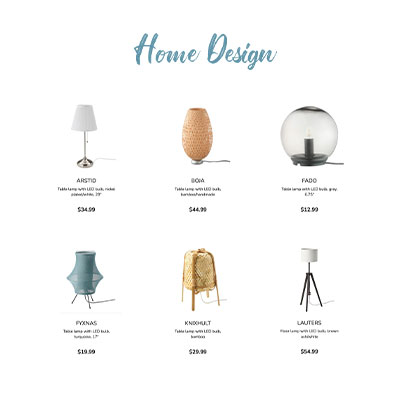 Home Design
ARSTID
Table lamp with LED bulb, nickel
plated/white, 22"
$34.99
BOJA
Table lamp with LED bulb,
bamboo/handmade
$44.99
FADO
Table lamp with LED bulb, gray,
6.75"
$12.99
FYXNAS
Table lamp with LED bulb,
turquoise, 17"
$19.99
KNIXHULT
Table lamp with LED bulb,
bamboo
$29.99
LAUTERS
Floor lamp with LED bulb, brown
ash/white
$54.99